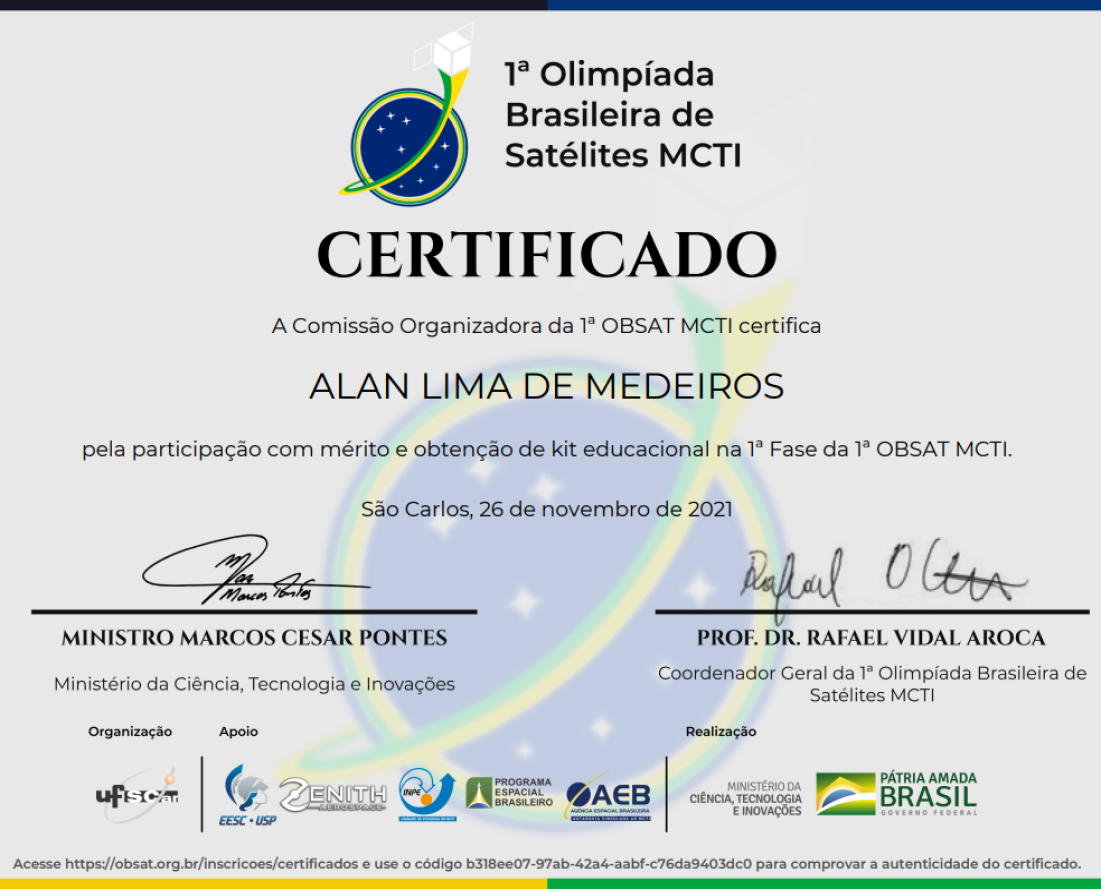 1ª Olimpíada
Brasileira de
Satélites MCTI
CERTIFICADO
A Comissão Organizadora da 1ª OBSAT MCTI certifica
ALAN LIMA DE MEDEIROS
pela participação com mérito e obtenção de kit educacional na 1ª Fase da 1ª OBSAT MCTI.
São Carlos, 26 de novembro de 2021
Marcos Pontes
Rafael
MINISTRO MARCOS CESAR PONTES
Ministério da Ciência, Tecnologia e Inovações
PROF. DR. RAFAEL VIDAL AROCA
Coordenador Geral da 1ª Olimpíada Brasileira de
Satélites MCTI
Organização
Apoio
Realização
ufscar
EESC • USP
ZENITH
AEROSPACE
INPE
PROGRAMA
ESPACIAL
BRASILEIRO
AEB
AGÊNCIA ESPACIAL BRASILEIRA
MINISTÉRIO DA
CIÊNCIA, TECNOLOGIA
E INOVAÇÕES
PÁTRIA AMADA
BRASIL
GOVERNO FEDERAL
Acesse https://obsat.org.br/inscricoes/certificados e use o código b318ee07-97ab-42a4-aabf-c76da9403dc0 para comprovar a autenticidade do certificado.